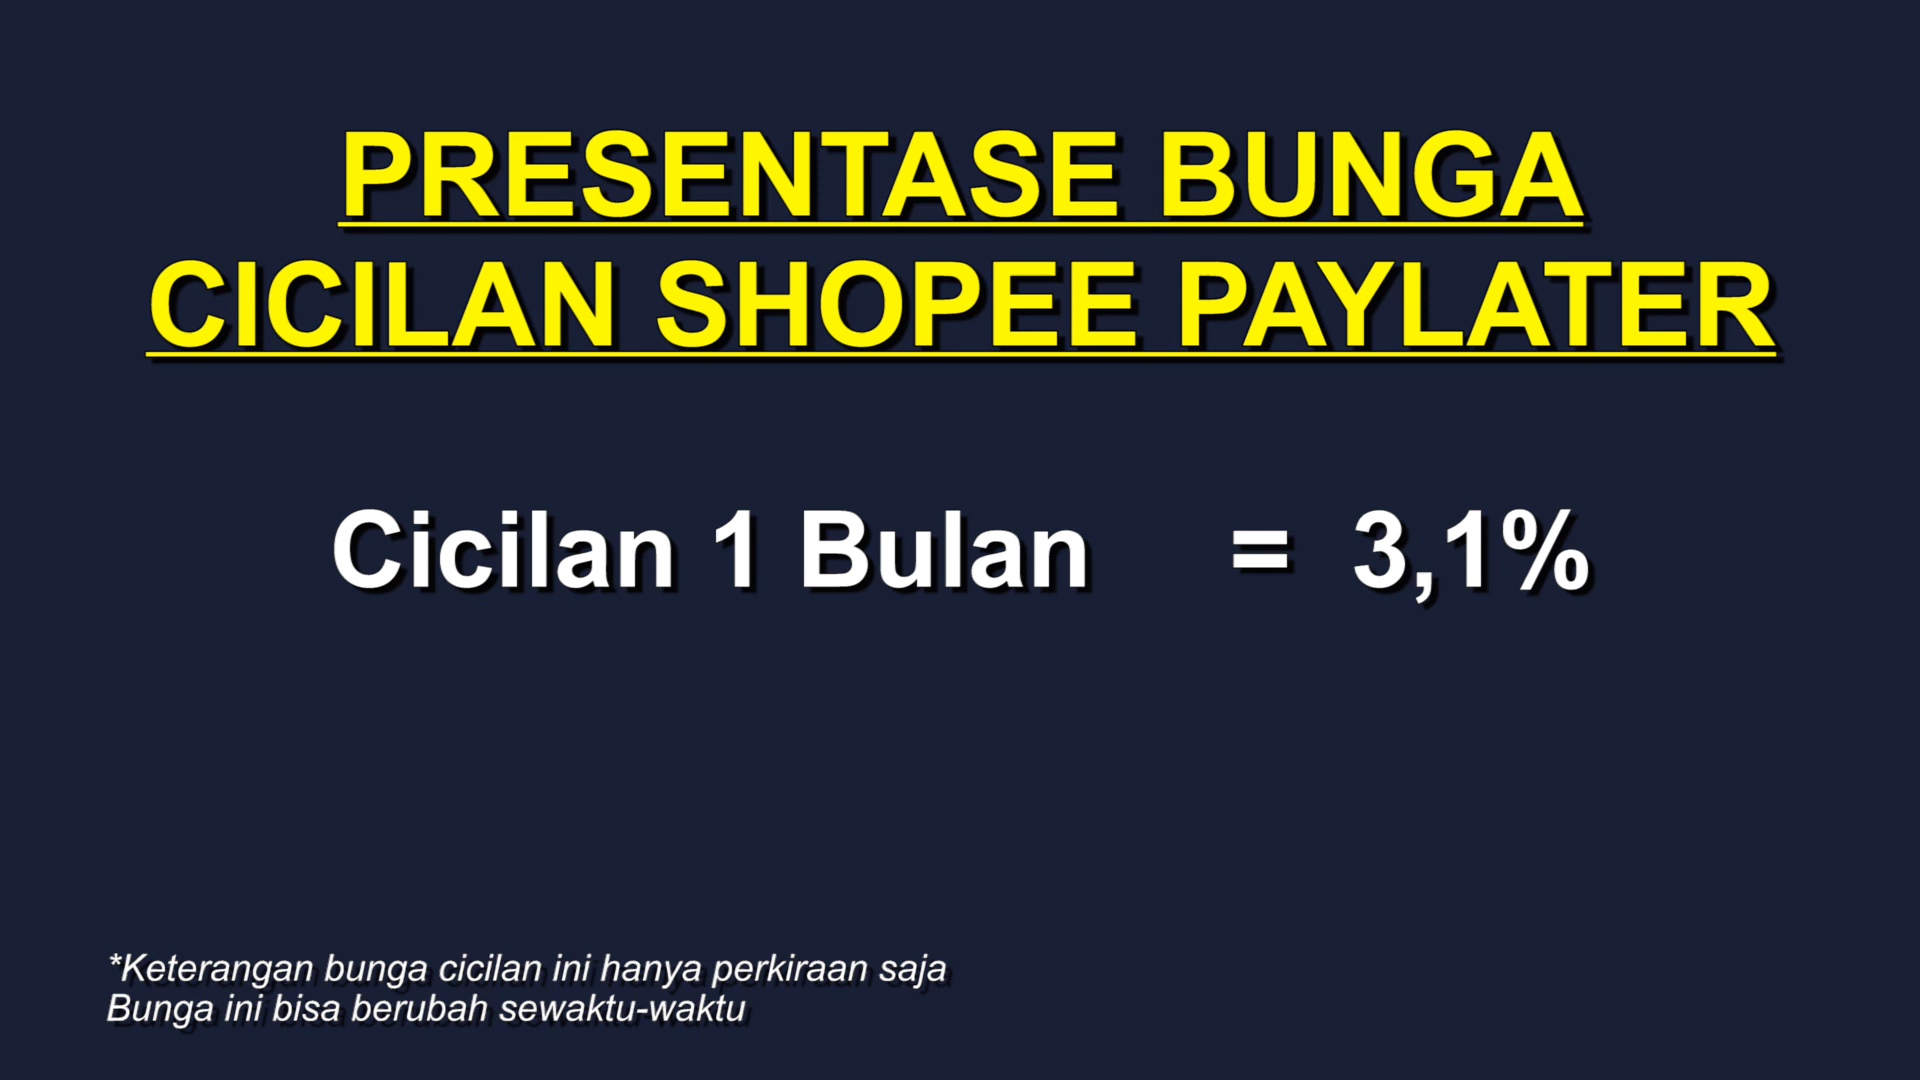 PRESENTASE BUNGA
CICILAN SHOPEE PAYLATER
Cicilan 1 Bulan = 3,1%
*Keterangan bunga cicilan ini hanya perkiraan saja
Bunga ini bisa berubah sewaktu-waktu